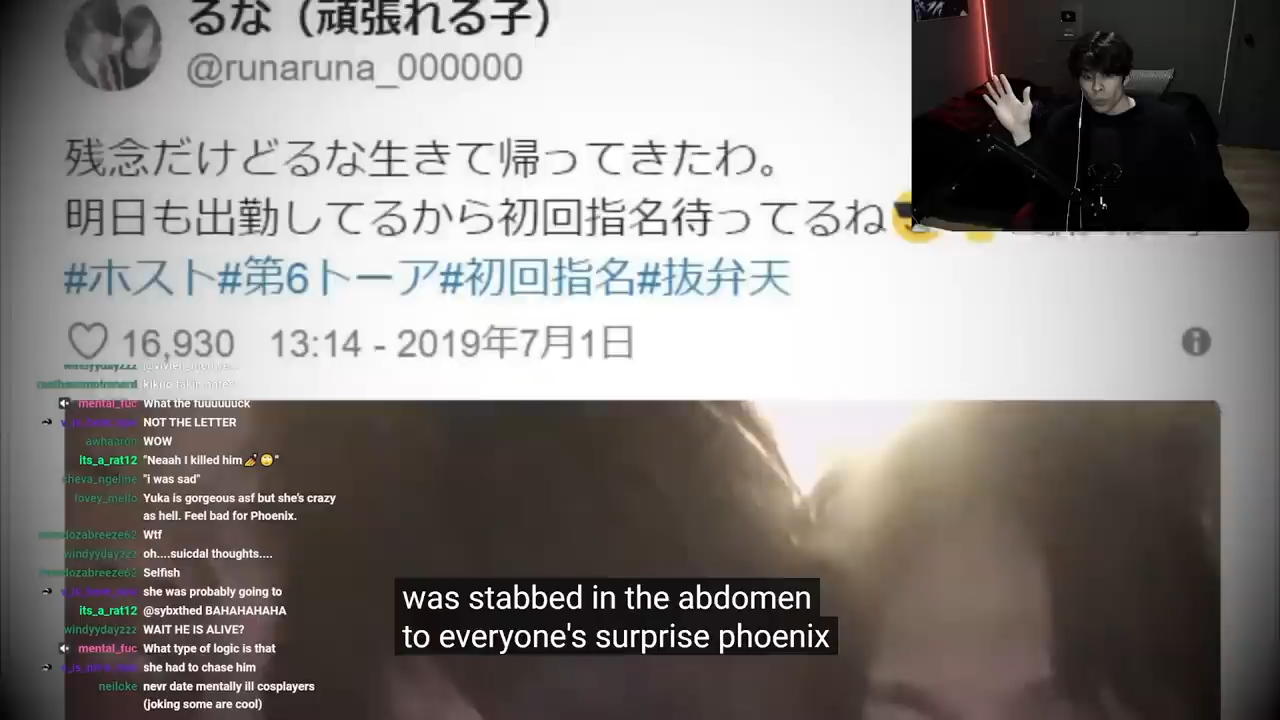 るな（頑張れる子）
@runaruna_000000
残念だけどるな生きて帰ってきたわ。
明日も出勤してるから初回指名待ってるね
#ホスト#第6トーア#初回指名#抜弁天
16,930 13:14 - 2019年7月1日
windyydayzzz
mental_fuc What the fuuuuuuck
NOT THE LETTER
awhaaron WOW
its_a_rat12 "Neaah I killed him💅🙄"
cheva_ngeline "i was sad"
lovey_mello Yuka is gorgeous asf but she's crazy
as hell. Feel bad for Phoenix.
Wtf
windyydayzzz oh....suicdal thoughts....
Selfish
she was probably going to
its_a_rat12 @sybxthed BAHAHAHAHA
windyydayzzz WAIT HE IS ALIVE?
mental_fuc What type of logic is that
she had to chase him
neiloke nevr date mentally ill cosplayers
(joking some are cool)
was stabbed in the abdomen
to everyone's surprise phoenix